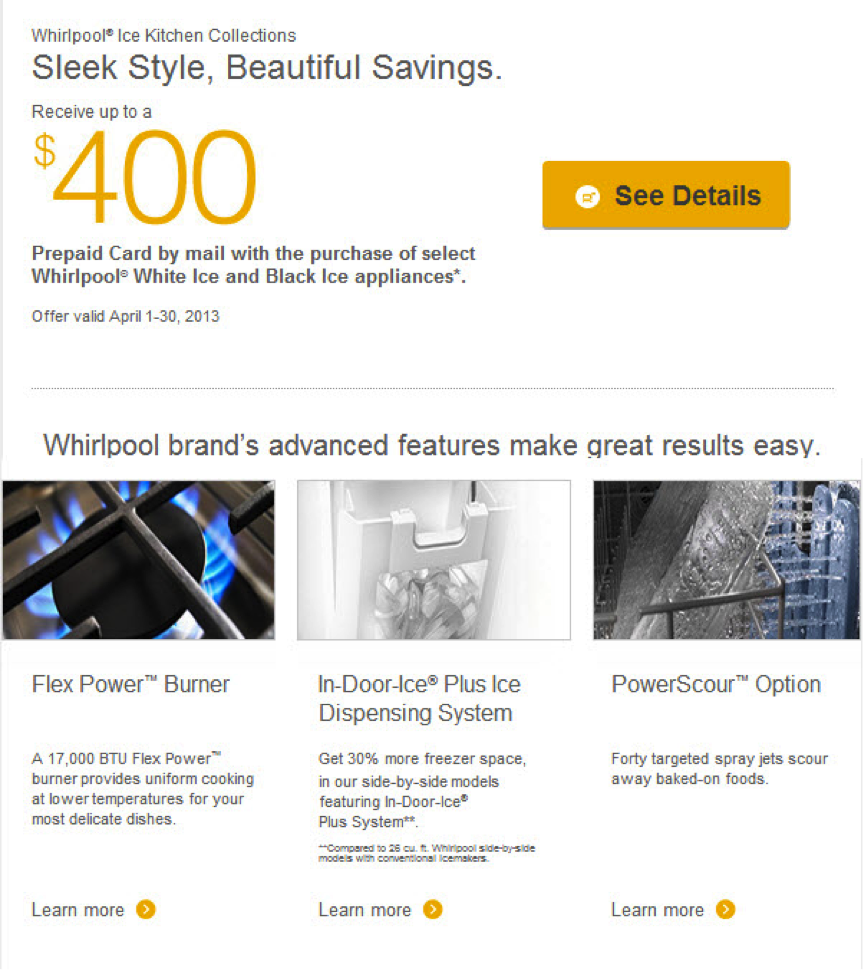 Whirlpool® Ice Kitchen Collections
Sleek Style, Beautiful Savings.
Receive up to a
$400
See Details
Prepaid Card by mail with the purchase of select
Whirlpool® White Ice and Black Ice appliances*.
Offer valid April 1-30, 2013
Whirlpool brand’s advanced features make great results easy.
Flex Power™ Burner
A 17,000 BTU Flex Power™
burner provides uniform cooking
at lower temperatures for your
most delicate dishes.
Learn more
In-Door-Ice® Plus Ice
Dispensing System
Get 30% more freezer space,
in our side-by-side models
featuring In-Door-Ice®
Plus System**.
**Compared to 26 cu. ft. Whirlpool side-by-side
models with conventional icemakers.
Learn more
PowerScour™ Option
Forty targeted spray jets scour
away baked-on foods.
Learn more